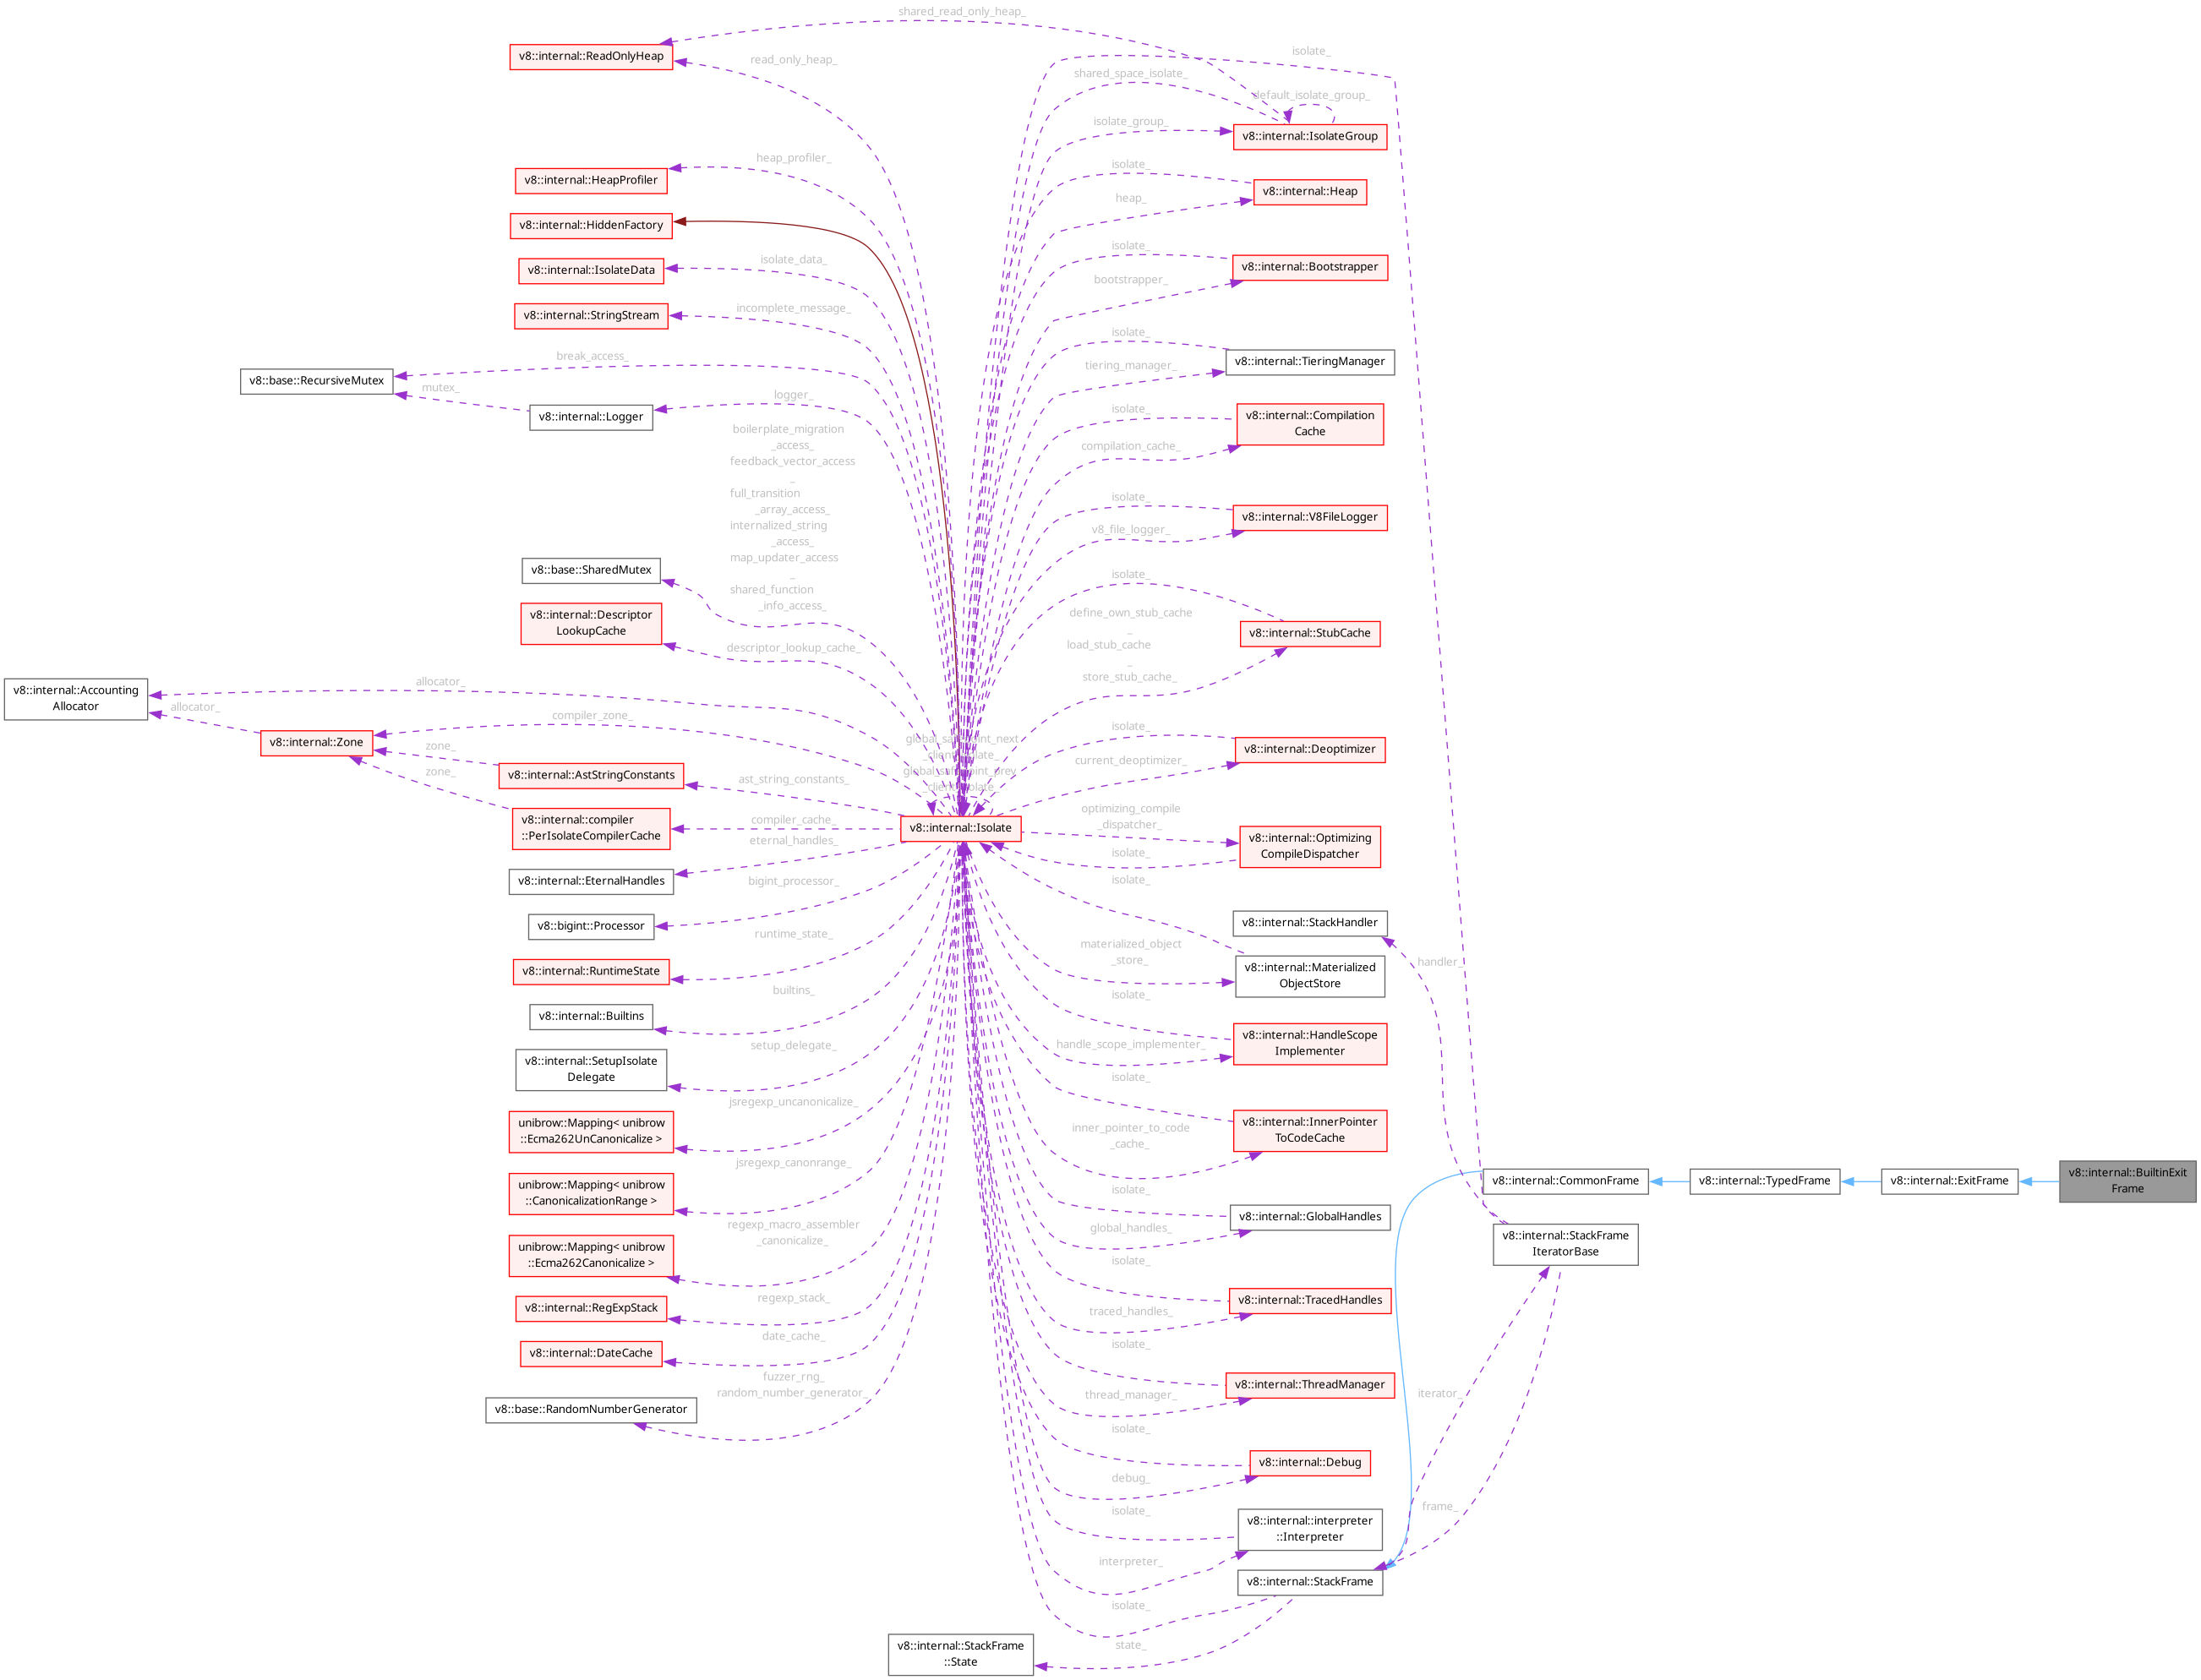 shared_read_only_heap_
v8::internal::ReadOnlyHeap
read_only_heap_
isolate_
shared_space_isolate_
default_isolate_group_
isolate_group_
v8::internal::IsolateGroup
heap_profiler_
v8::internal::HeapProfiler
isolate_
v8::internal::Heap
heap_
v8::internal::HiddenFactory
isolate_data_
v8::internal::IsolateData
isolate_
v8::internal::Bootstrapper
bootstrapper_
incomplete_message_
v8::internal::StringStream
isolate_
v8::internal::TieringManager
tiering_manager_
break_access_
v8::base::RecursiveMutex
mutex_
logger_
v8::internal::Logger
isolate_
v8::internal::Compilation
Cache
compilation_cache_
boilerplate_migration
_access_
feedback_vector_access
_
full_transition
_array_access_
internalized_string
_access_
map_updater_access
_
shared_function
_info_access_
isolate_
v8::internal::V8FileLogger
v8_file_logger_
v8::base::SharedMutex
isolate_
v8::internal::Descriptor
LookupCache
descriptor_lookup_cache_
define_own_stub_cache
_
load_stub_cache
_
store_stub_cache_
v8::internal::StubCache
v8::internal::Accounting
Allocator
allocator_
allocator_
compiler_zone_
v8::internal::Zone
zone_
zone_
v8::internal::AstStringConstants
ast_string_constants_
global_safepoint_next
_client_isolate_
global_safepoint_prev
_client_isolate_
isolate_
v8::internal::Deoptimizer
current_deoptimizer_
v8::internal::compiler
::PerIsolateCompilerCache
compiler_cache_
v8::internal::Isolate
optimizing_compile
_dispatcher_
v8::internal::Optimizing
CompileDispatcher
isolate_
eternal_handles_
v8::internal::EternalHandles
isolate_
bigint_processor_
v8::bigint::Processor
v8::internal::StackHandler
handler_
runtime_state_
v8::internal::RuntimeState
materialized_object
_store_
v8::internal::Materialized
ObjectStore
builtins_
v8::internal::Builtins
isolate_
setup_delegate_
v8::internal::SetupIsolate
Delegate
handle_scope_implementer_
v8::internal::HandleScope
Implementer
isolate_
jsregexp_uncanonicalize_
unibrow::Mapping< unibrow
::Ecma262UnCanonicalize >
inner_pointer_to_code
_cache_
v8::internal::InnerPointer
ToCodeCache
jsregexp_canonrange_
unibrow::Mapping< unibrow
::CanonicalizationRange >
isolate_
v8::internal::CommonFrame
v8::internal::TypedFrame
v8::internal::ExitFrame
v8::internal::BuiltinExit
Frame
v8::internal::GlobalHandles
global_handles_
regexp_macro_assembler
_canonicalize_
unibrow::Mapping< unibrow
::Ecma262Canonicalize >
v8::internal::StackFrame
IteratorBase
isolate_
regexp_stack_
v8::internal::RegExpStack
v8::internal::TracedHandles
traced_handles_
date_cache_
v8::internal::DateCache
isolate_
v8::internal::ThreadManager
thread_manager_
fuzzer_rng_
random_number_generator_
v8::base::RandomNumberGenerator
iterator_
isolate_
v8::internal::Debug
debug_
isolate_
frame_
v8::internal::interpreter
::Interpreter
interpreter_
v8::internal::StackFrame
isolate_
state_
v8::internal::StackFrame
::State